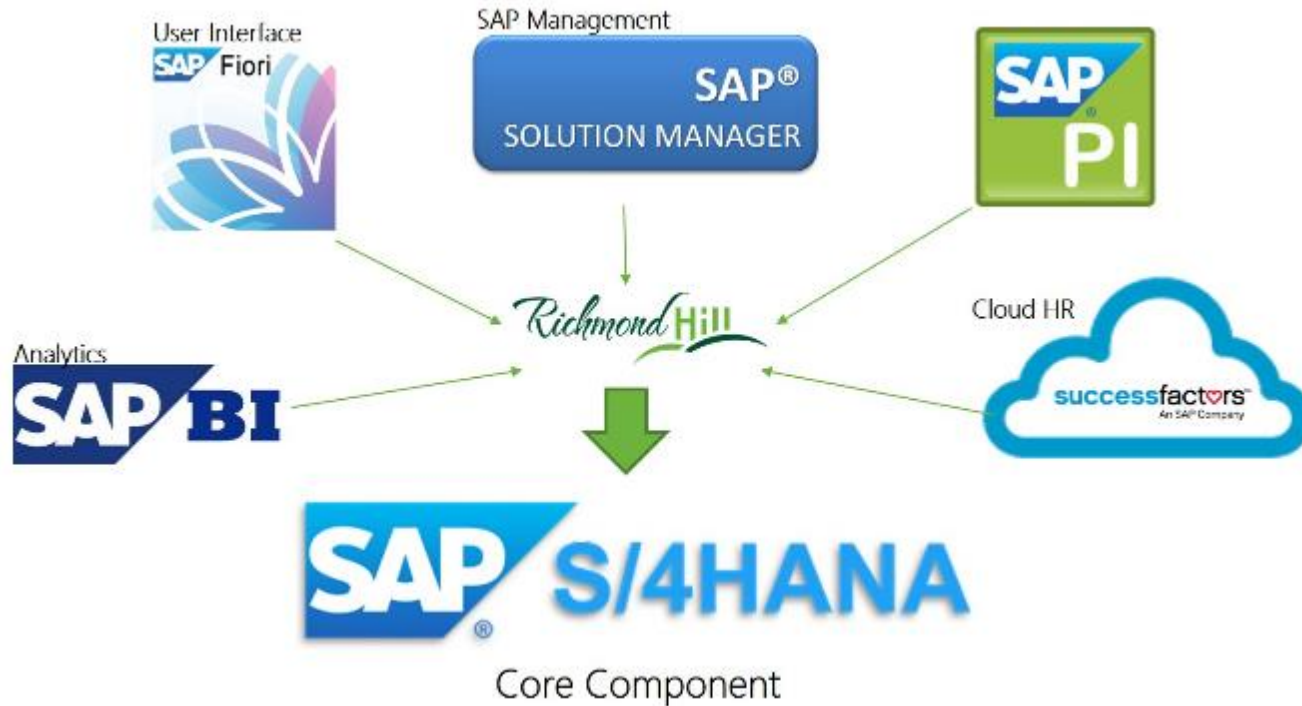 User Interface
SAP Fiori
SAP Management
SAP®
SOLUTION MANAGER
SAP®
PI
Richmond Hill
Cloud HR
successfactors™
An SAP Company
Analytics
SAP BI
SAP® S/4HANA
Core Component